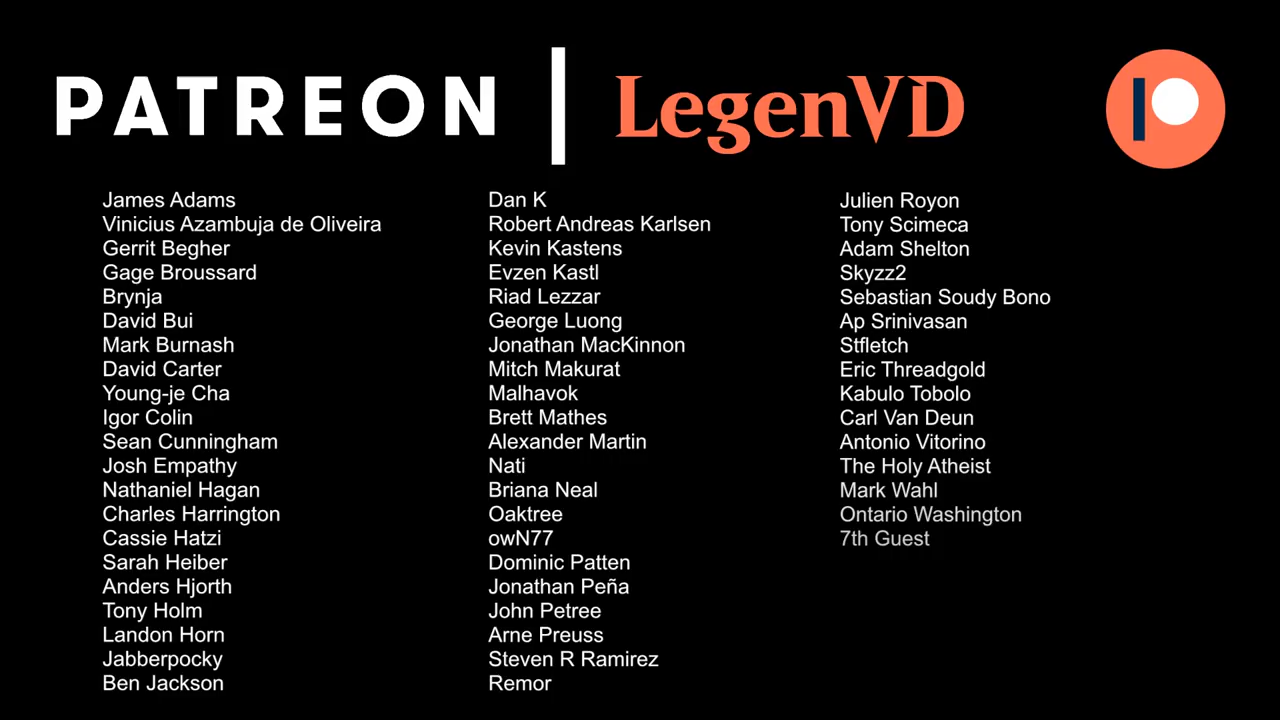 PATREON | LegenVD
James Adams
Vinicius Azambuja de Oliveira
Gerrit Begher
Gage Broussard
Brynja
David Bui
Mark Burnash
David Carter
Young-je Cha
Igor Colin
Sean Cunningham
Josh Empathy
Nathaniel Hagan
Charles Harrington
Cassie Hatzi
Sarah Heiber
Anders Hjorth
Tony Holm
Landon Horn
Jabberpocky
Ben Jackson
Dan K
Robert Andreas Karlsen
Kevin Kastens
Evzen Kastl
Riad Lezzar
George Luong
Jonathan MacKinnon
Mitch Makurat
Malhavok
Brett Mathes
Alexander Martin
Nati
Briana Neal
Oaktree
owN77
Dominic Patten
Jonathan Peña
John Petree
Arne Preuss
Steven R Ramirez
Remor
Julien Royon
Tony Scimeca
Adam Shelton
Skyzz2
Sebastian Soudy Bono
Ap Srinivasan
Stfletch
Eric Threadgold
Kabulo Tobolo
Carl Van Deun
Antonio Vitorino
The Holy Atheist
Mark Wahl
Ontario Washington
7th Guest